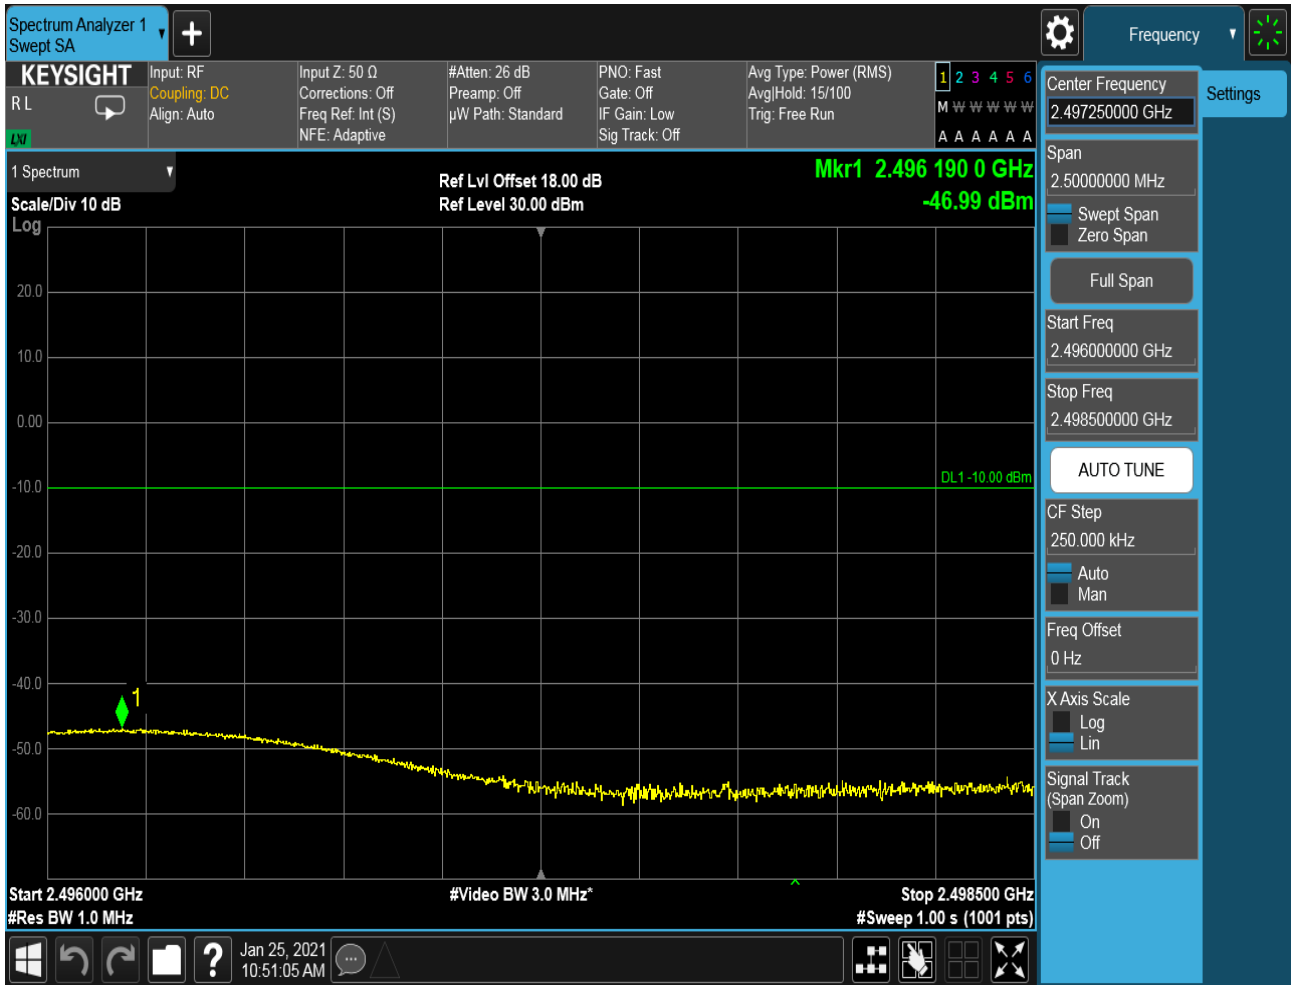 Spectrum Analyzer 1
Swept SA
Frequency
KEYSIGHT
R L
LXI
Input: RF
Coupling: DC
Align: Auto
Input Z: 50 Ω
Corrections: Off
Freq Ref: Int (S)
NFE: Adaptive
#Atten: 26 dB
Preamp: Off
µW Path: Standard
PNO: Fast
Gate: Off
IF Gain: Low
Sig Track: Off
Avg Type: Power (RMS)
Avg|Hold: 15/100
Trig: Free Run
1 2 3 4 5 6
M W W W W W
A A A A A A
1 Spectrum
Scale/Div 10 dB
Log
Ref Lvl Offset 18.00 dB
Ref Level 30.00 dBm
Mkr1 2.496 190 0 GHz
-46.99 dBm
20.0
10.0
0.00
-10.0
-20.0
-30.0
-40.0
-50.0
-60.0
DL1 -10.00 dBm
1
Start 2.496000 GHz
#Res BW 1.0 MHz
#Video BW 3.0 MHz*
Stop 2.498500 GHz
#Sweep 1.00 s (1001 pts)
Jan 25, 2021
10:51:05 AM
Center Frequency
2.497250000 GHz
Settings
Span
2.50000000 MHz
Swept Span
Zero Span
Full Span
Start Freq
2.496000000 GHz
Stop Freq
2.498500000 GHz
AUTO TUNE
CF Step
250.000 kHz
Auto
Man
Freq Offset
0 Hz
X Axis Scale
Log
Lin
Signal Track
(Span Zoom)
On
Off